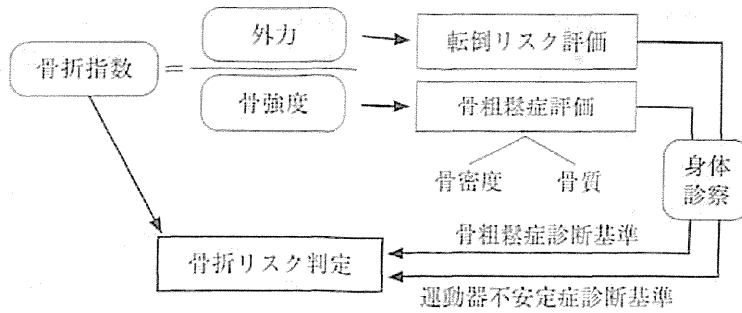 外力
転倒リスク評価
骨折指数
=
骨強度
骨粗鬆症評価
骨密度
骨質
身体
診察
骨粗鬆症診断基準
骨折リスク判定
運動器不安定症診断基準